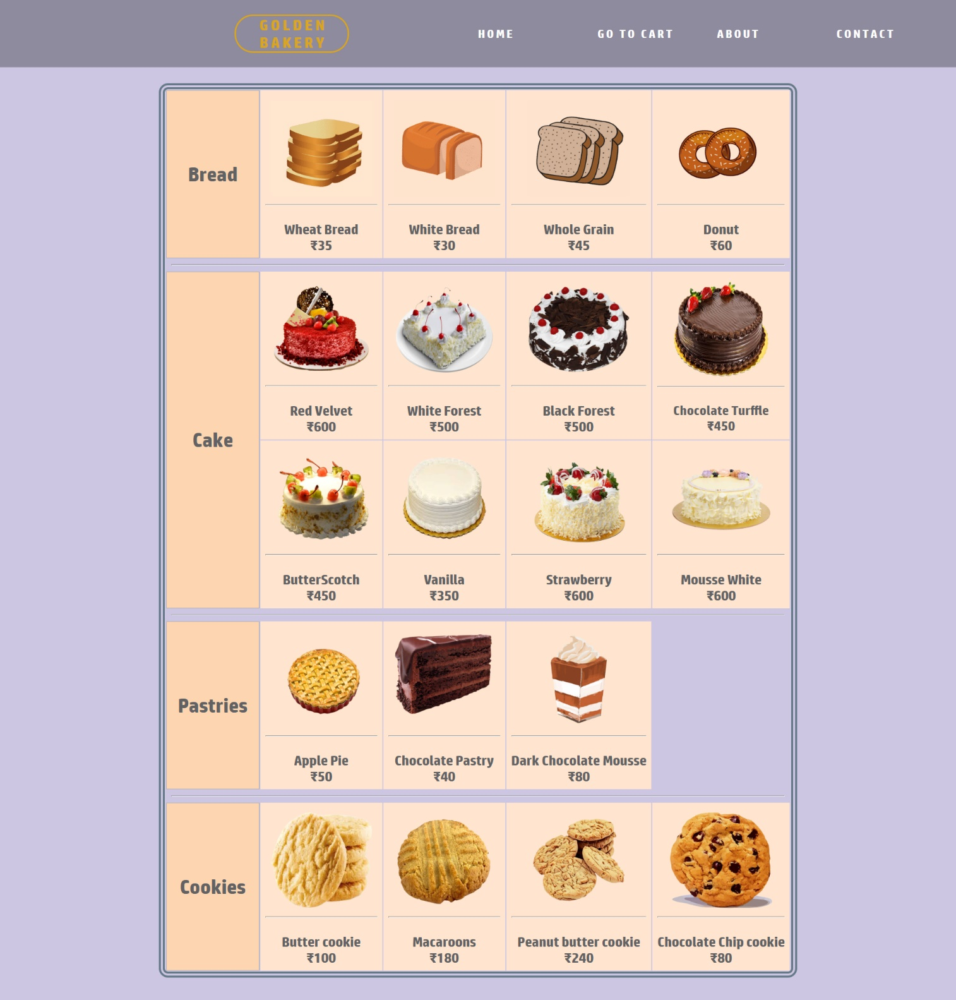 GOLDEN
BAKERY
HOME
GO TO CART
ABOUT
CONTACT
Bread
Wheat Bread
₹35
White Bread
₹30
Whole Grain
₹45
Donut
₹60
Cake
Red Velvet
₹600
White Forest
₹500
Black Forest
₹500
Chocolate Turffle
₹450
ButterScotch
₹450
Vanilla
₹350
Strawberry
₹600
Mousse White
₹600
Pastries
Apple Pie
₹50
Chocolate Pastry
₹40
Dark Chocolate Mousse
₹80
Cookies
Butter cookie
₹100
Macaroons
₹180
Peanut butter cookie
₹240
Chocolate Chip cookie
₹80